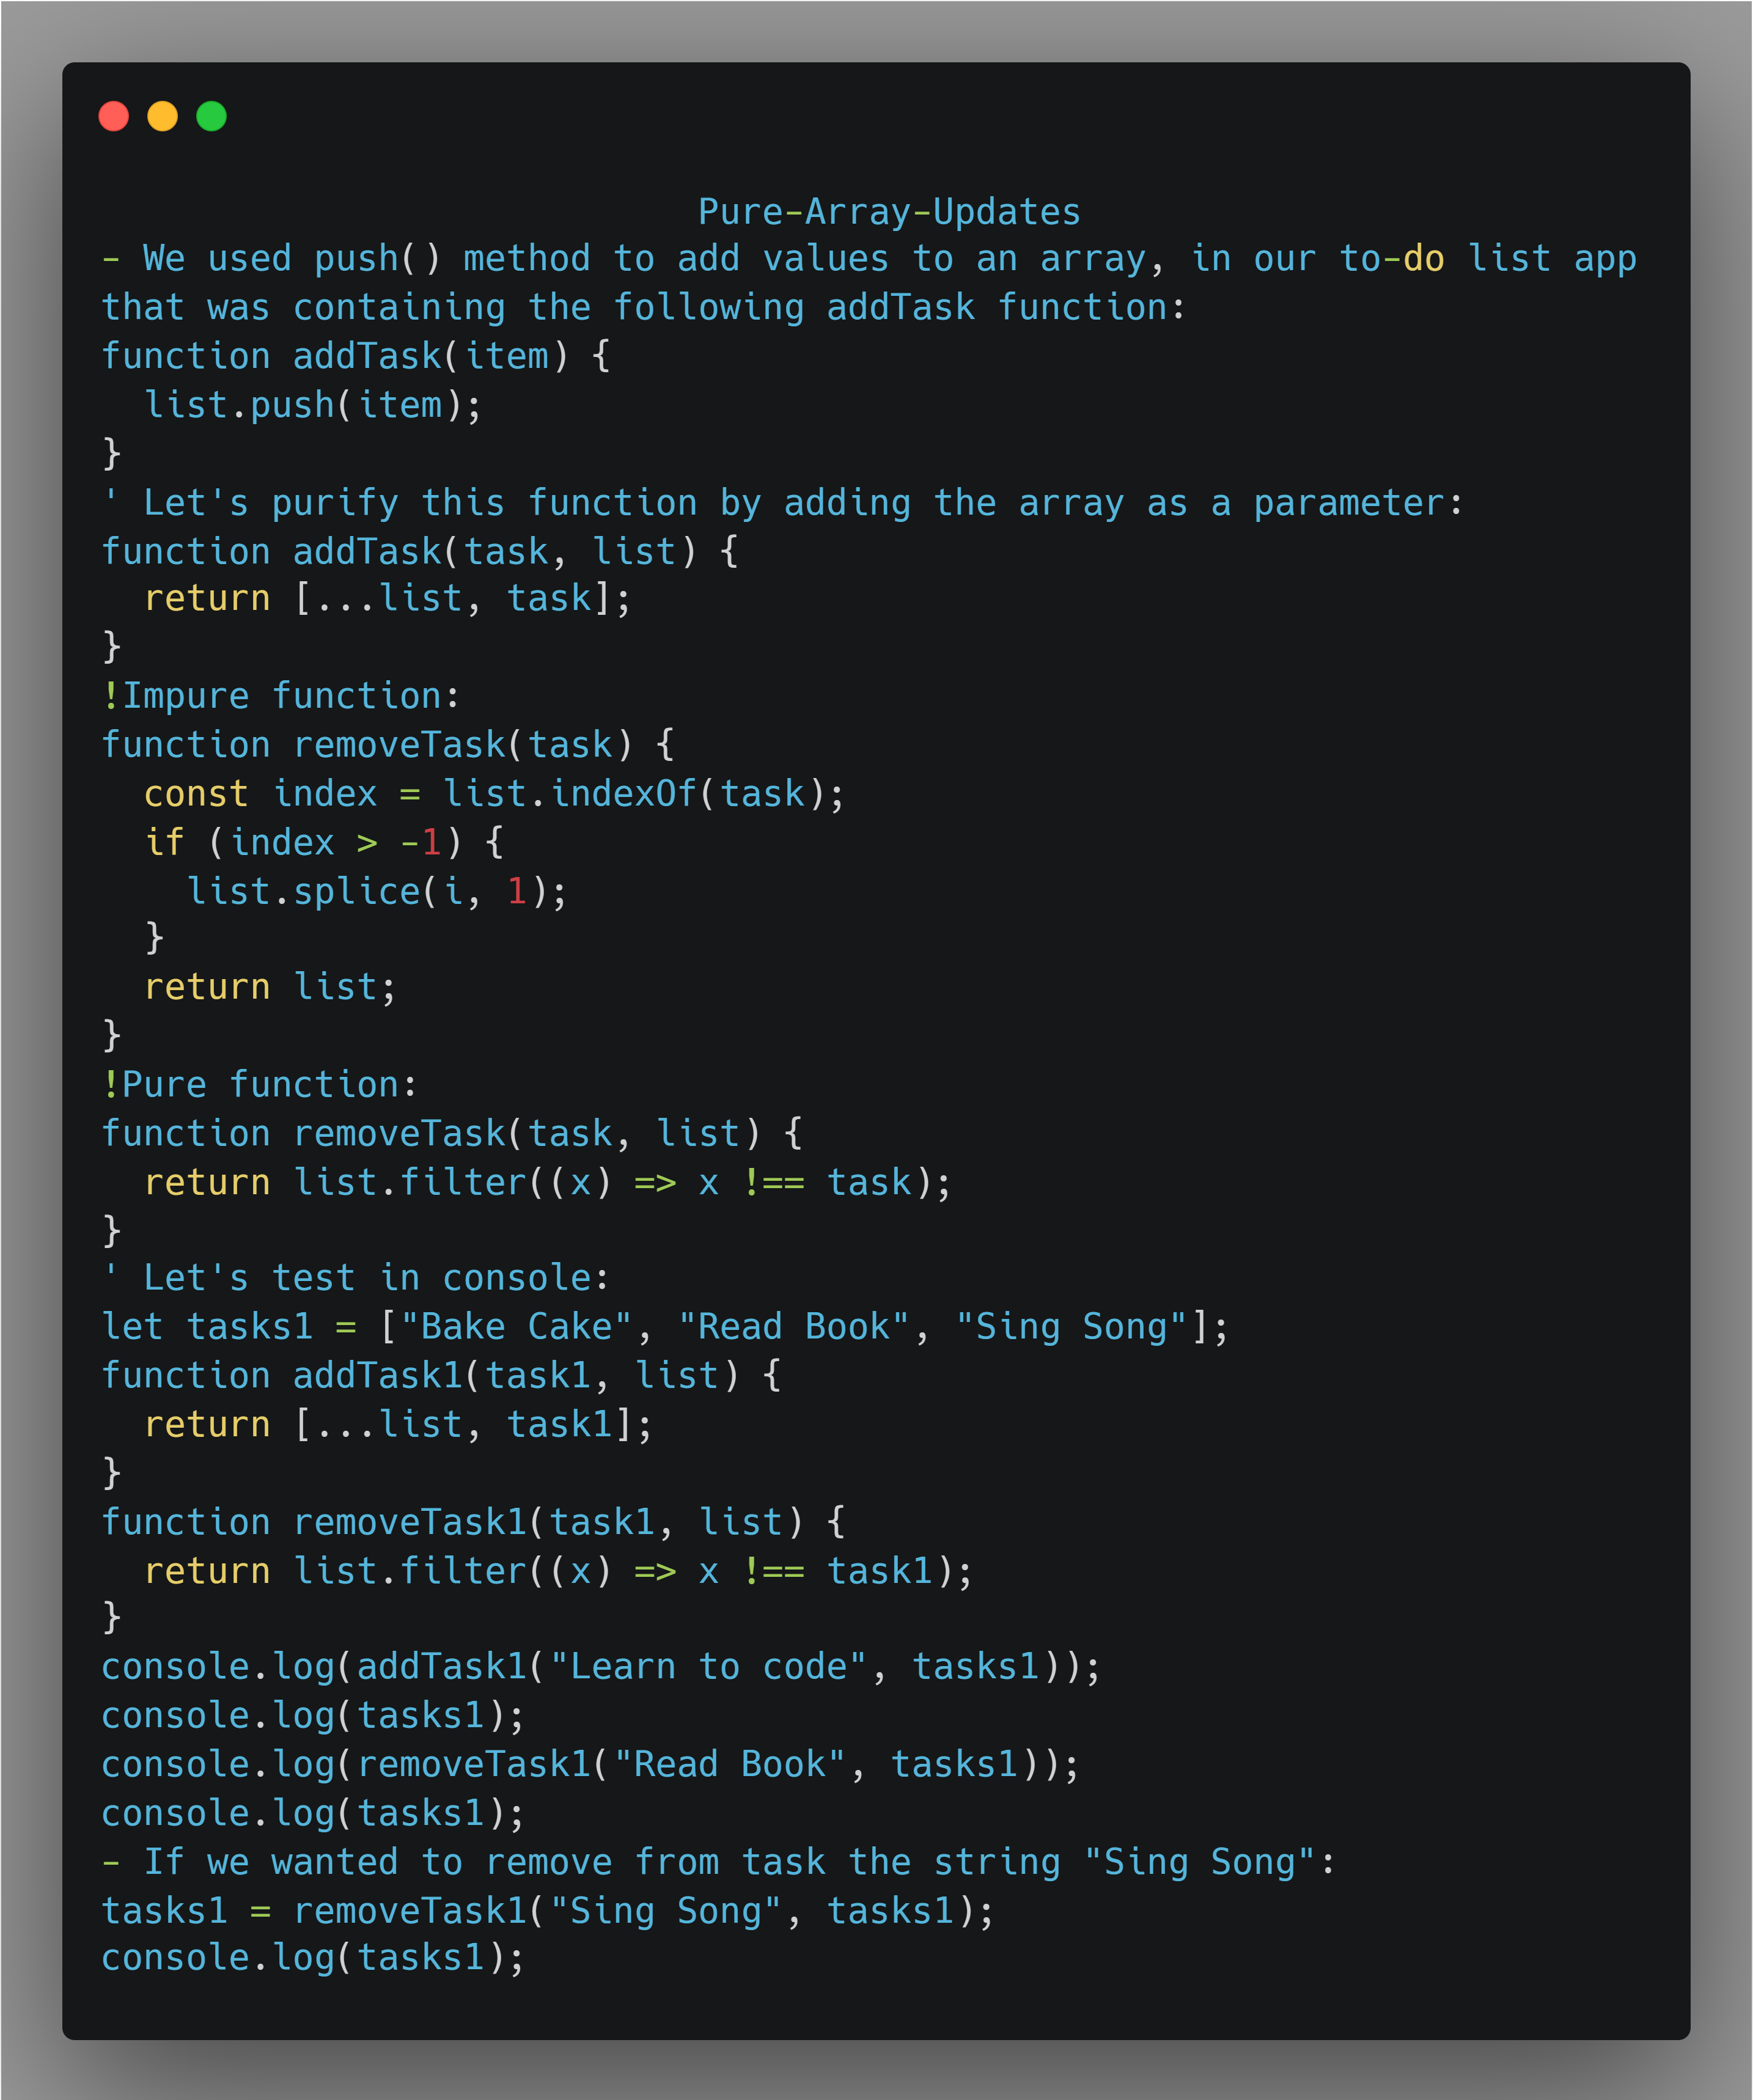 Pure-Array-Updates
- We used push() method to add values to an array, in our to-do list app
that was containing the following addTask function:
function addTask(item) {
  list.push(item);
}
' Let's purify this function by adding the array as a parameter:
function addTask(task, list) {
  return [...list, task];
}
!Impure function:
function removeTask(task) {
  const index = list.indexOf(task);
  if (index > -1) {
    list.splice(i, 1);
  }
  return list;
}
!Pure function:
function removeTask(task, list) {
  return list.filter((x) => x !== task);
}
' Let's test in console:
let tasks1 = ["Bake Cake", "Read Book", "Sing Song"];
function addTask1(task1, list) {
  return [...list, task1];
}
function removeTask1(task1, list) {
  return list.filter((x) => x !== task1);
}
console.log(addTask1("Learn to code", tasks1));
console.log(tasks1);
console.log(removeTask1("Read Book", tasks1));
console.log(tasks1);
- If we wanted to remove from task the string "Sing Song":
tasks1 = removeTask1("Sing Song", tasks1);
console.log(tasks1);